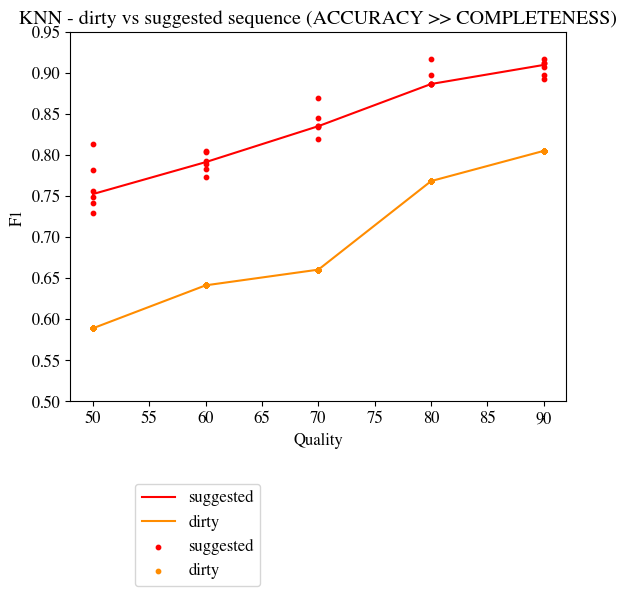 KNN - dirty vs suggested sequence (ACCURACY >> COMPLETENESS)
0.95
0.90
0.85
0.80
0.75
0.70
0.65
0.60
0.55
0.50
F1
50 55 60 65 70 75 80 85 90
Quality
suggested
dirty
suggested
dirty